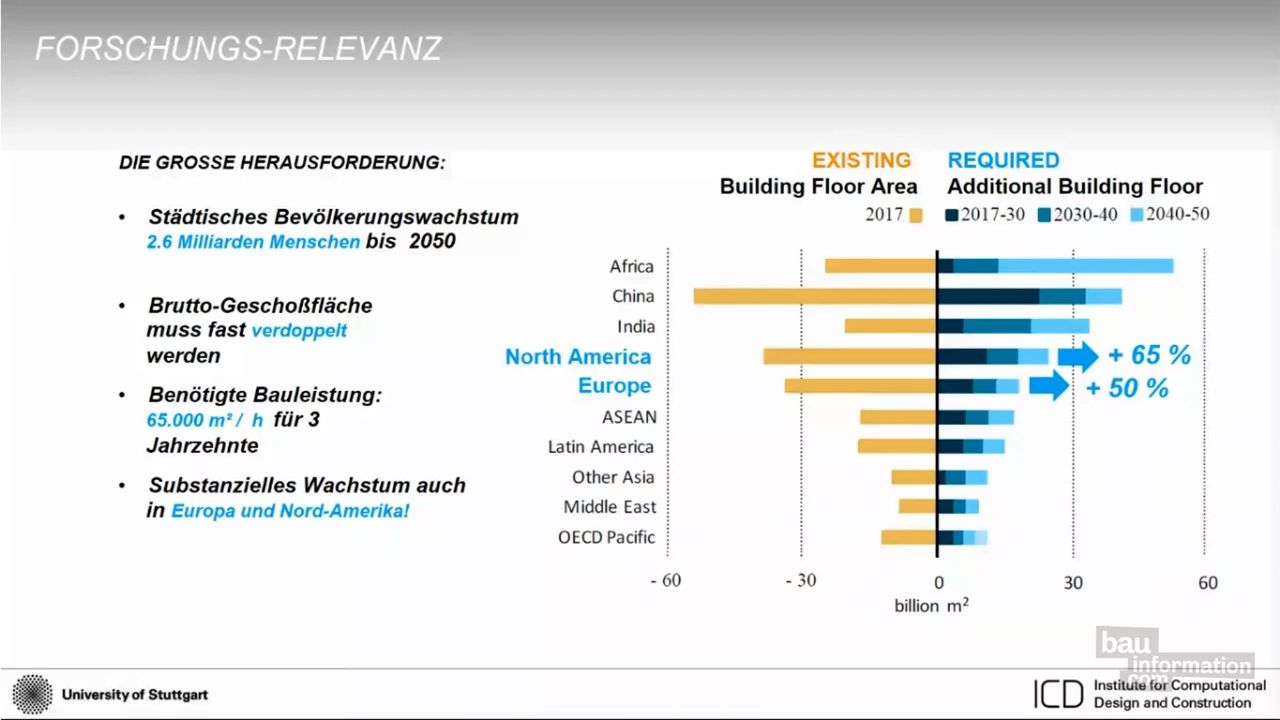 FORSCHUNGS-RELEVANZ
DIE GROSSE HERAUSFORDERUNG:
• Städtisches Bevölkerungswachstum
2.6 Milliarden Menschen bis 2050
• Brutto-Geschoßfläche
muss fast verdoppelt
werden
• Benötigte Bauleistung:
65.000 m² / h für 3
Jahrzehnte
• Substanzielles Wachstum auch
in Europa und Nord-Amerika!
EXISTING
Building Floor Area
2017
REQUIRED
Additional Building Floor
2017-30 2030-40 2040-50
Africa
China
India
North America + 65 %
Europe + 50 %
ASEAN
Latin America
Other Asia
Middle East
OECD Pacific
- 60 - 30 0 30 60
billion m²
bau
information
.com
University of Stuttgart
ICD
Institute for Computational
Design and Construction